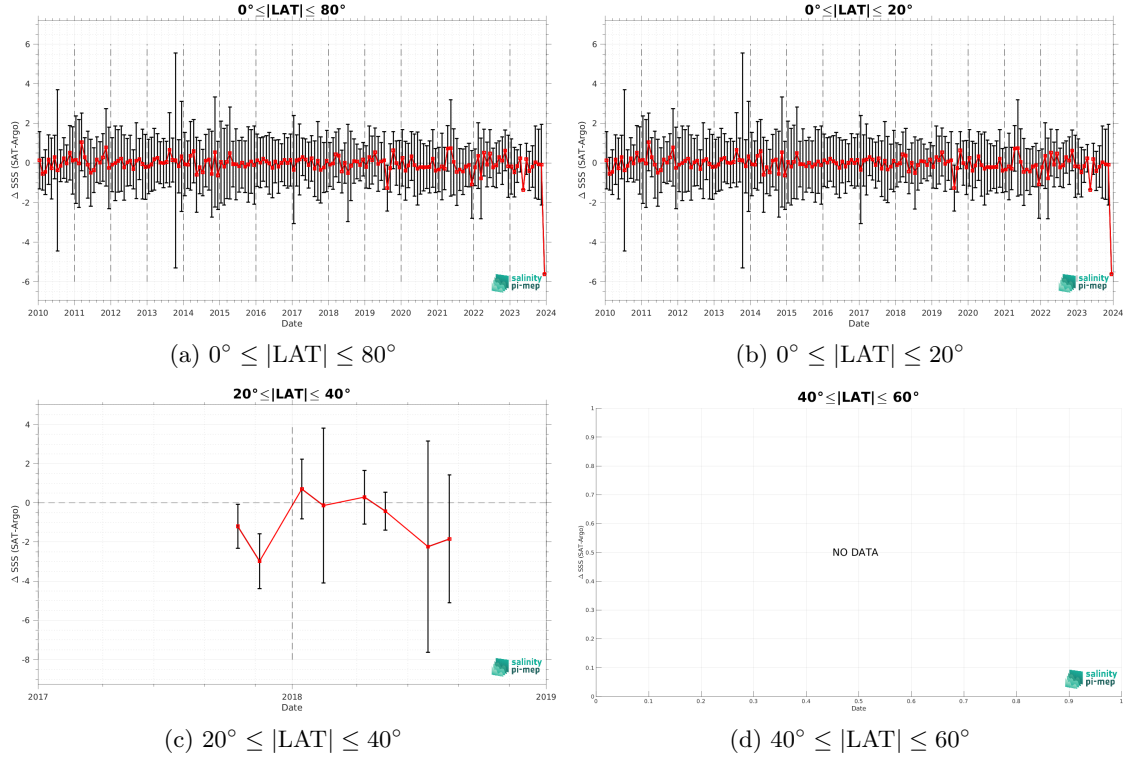 0°≤|LAT|≤ 80°
6
4
2
0
-2
-4
-6
Δ SSS (SAT-Argo)
2010 2011 2012 2013 2014 2015 2016 2017 2018 2019 2020 2021 2022 2023 2024
Date
salinity
pi-mep
(a) 0° ≤ |LAT| ≤ 80°
0°≤|LAT|≤ 20°
6
4
2
0
-2
-4
-6
Δ SSS (SAT-Argo)
2010 2011 2012 2013 2014 2015 2016 2017 2018 2019 2020 2021 2022 2023 2024
Date
salinity
pi-mep
(b) 0° ≤ |LAT| ≤ 20°
20°≤|LAT|≤ 40°
4
2
0
-2
-4
-6
-8
Δ SSS (SAT-Argo)
2017 2018 2019
Date
salinity
pi-mep
(c) 20° ≤ |LAT| ≤ 40°
40°≤|LAT|≤ 60°
1
0.9
0.8
0.7
0.6
0.5
0.4
0.3
0.2
0.1
0
Δ SSS (SAT-Argo)
NO DATA
0 0.1 0.2 0.3 0.4 0.5 0.6 0.7 0.8 0.9 1
Date
salinity
pi-mep
(d) 40° ≤ |LAT| ≤ 60°